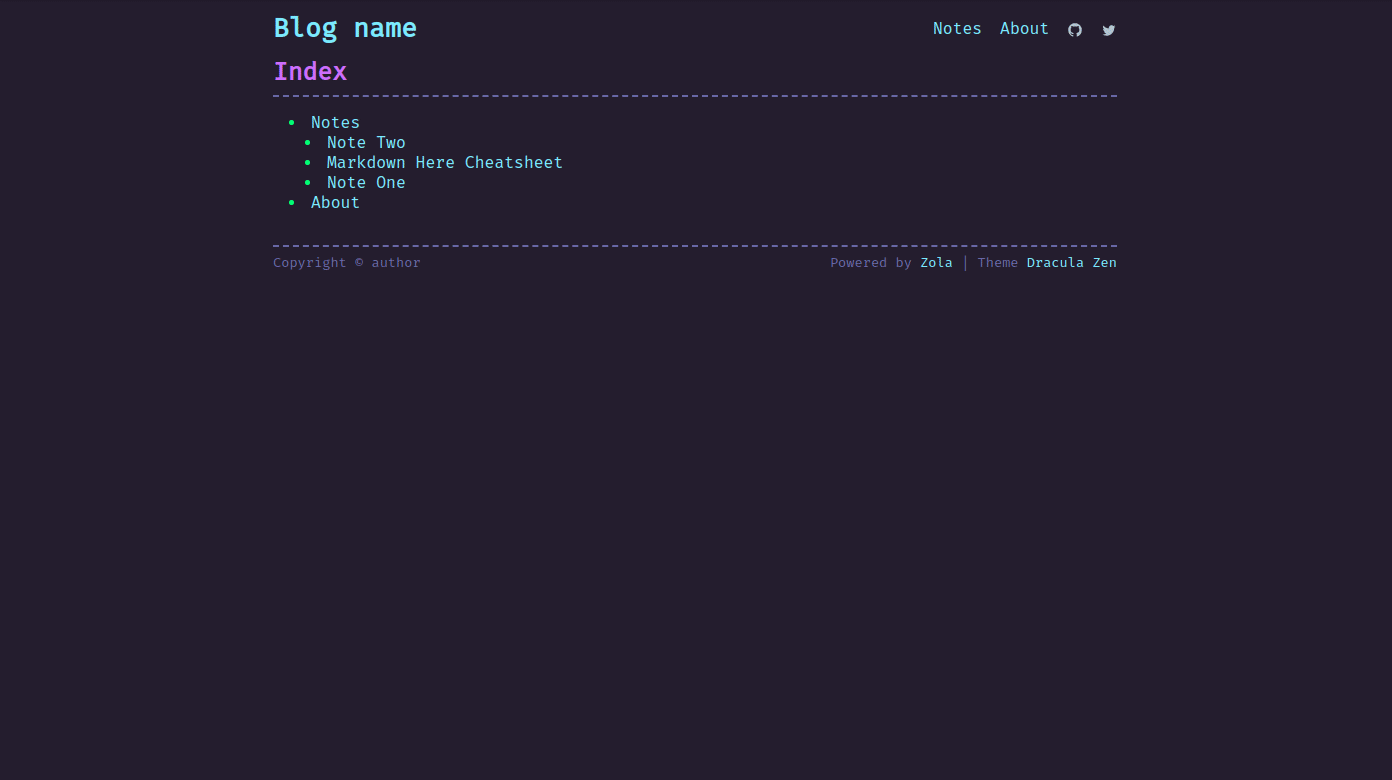 Blog name Notes About
Index
Notes
Note Two
Markdown Here Cheatsheet
Note One
About
Copyright © author Powered by Zola | Theme Dracula Zen